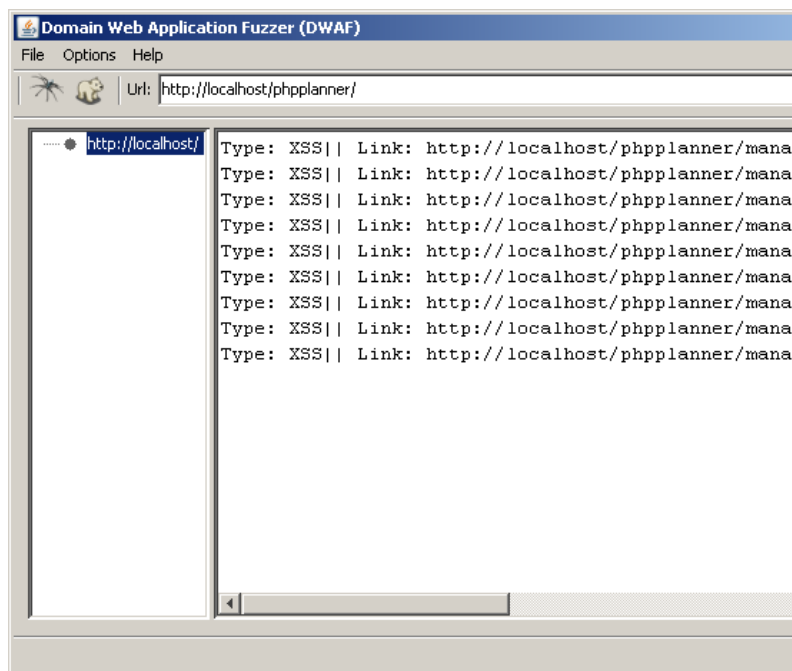 Domain Web Application Fuzzer (DWAF)
File Options Help
Url: http://localhost/phpplanner/
http://localhost/
Type: XSS|| Link: http://localhost/phpplanner/mana
Type: XSS|| Link: http://localhost/phpplanner/mana
Type: XSS|| Link: http://localhost/phpplanner/mana
Type: XSS|| Link: http://localhost/phpplanner/mana
Type: XSS|| Link: http://localhost/phpplanner/mana
Type: XSS|| Link: http://localhost/phpplanner/mana
Type: XSS|| Link: http://localhost/phpplanner/mana
Type: XSS|| Link: http://localhost/phpplanner/mana
Type: XSS|| Link: http://localhost/phpplanner/mana